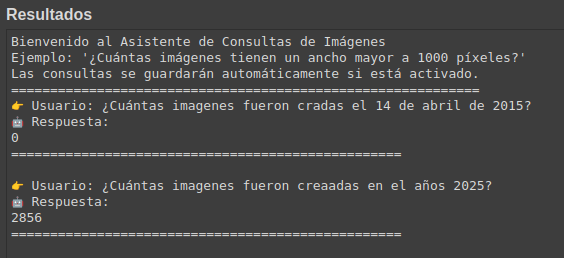 Resultados
Bienvenido al Asistente de Consultas de Imágenes
Ejemplo: '¿Cuántas imágenes tienen un ancho mayor a 1000 píxeles?'
Las consultas se guardarán automáticamente si está activado.
============================================================
👉 Usuario: ¿Cuántas imagenes fueron cradas el 14 de abril de 2015?
🤖 Respuesta:
0
==================================================
👉 Usuario: ¿Cuántas imagenes fueron creaadas en el años 2025?
🤖 Respuesta:
2856
==================================================